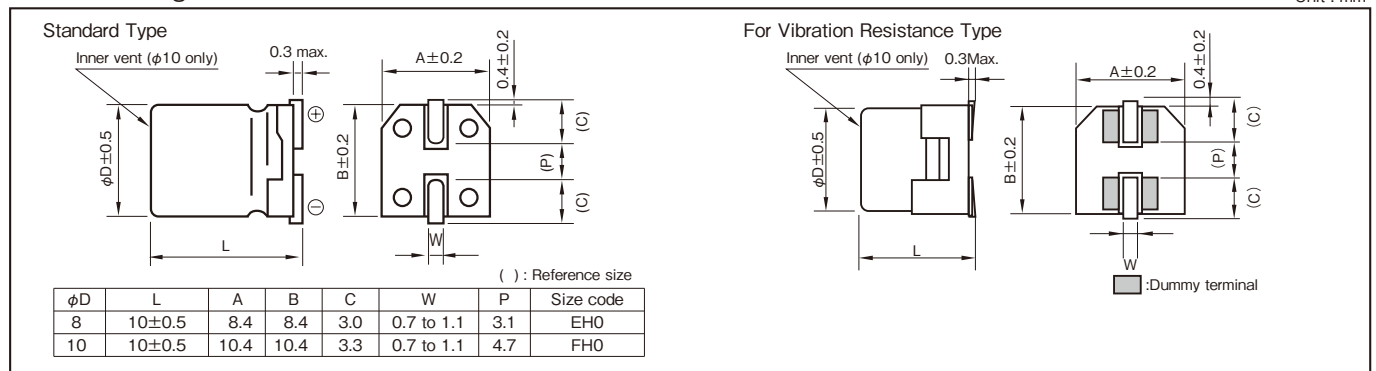 Standard Type
Inner vent (φ10 only)
0.3 max.
A±0.2
0.4±0.2
φD±0.5
B±0.2
(C)
(P)
(C)
⊕
⊖
L
W
( ) : Reference size
φD L A B C W P Size code
8 10±0.5 8.4 8.4 3.0 0.7 to 1.1 3.1 EH0
10 10±0.5 10.4 10.4 3.3 0.7 to 1.1 4.7 FH0
For Vibration Resistance Type
Inner vent (φ10 only)
0.3Max.
A±0.2
0.4±0.2
φD±0.5
B±0.2
(C)
(P)
(C)
L
W
:Dummy terminal